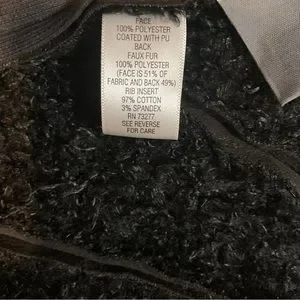 FACE
100% POLYESTER
COATED WITH PU
BACK
FAUX FUR
100% POLYESTER
(FACE IS 51% OF
FABRIC AND BACK 49%)
RIB INSERT
97% COTTON
3% SPANDEX
RN 73277
SEE REVERSE
FOR CARE